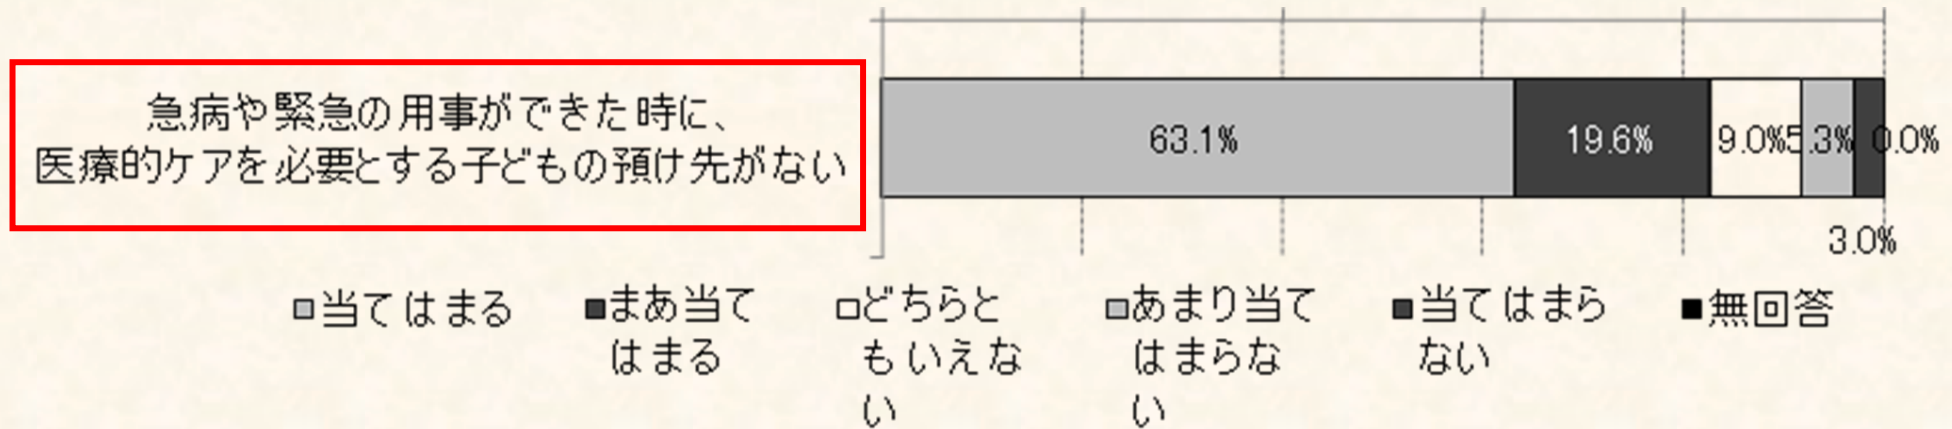 急病や緊急の用事ができた時に、
医療的ケアを必要とする子どもの預け先がない
63.1% 19.6% 9.0% 5.3% 0.0%
3.0%
当てはまる
まあ当て
はまる
どちらと
もいえな
い
あまり当て
はまらな
い
当てはまら
ない
無回答